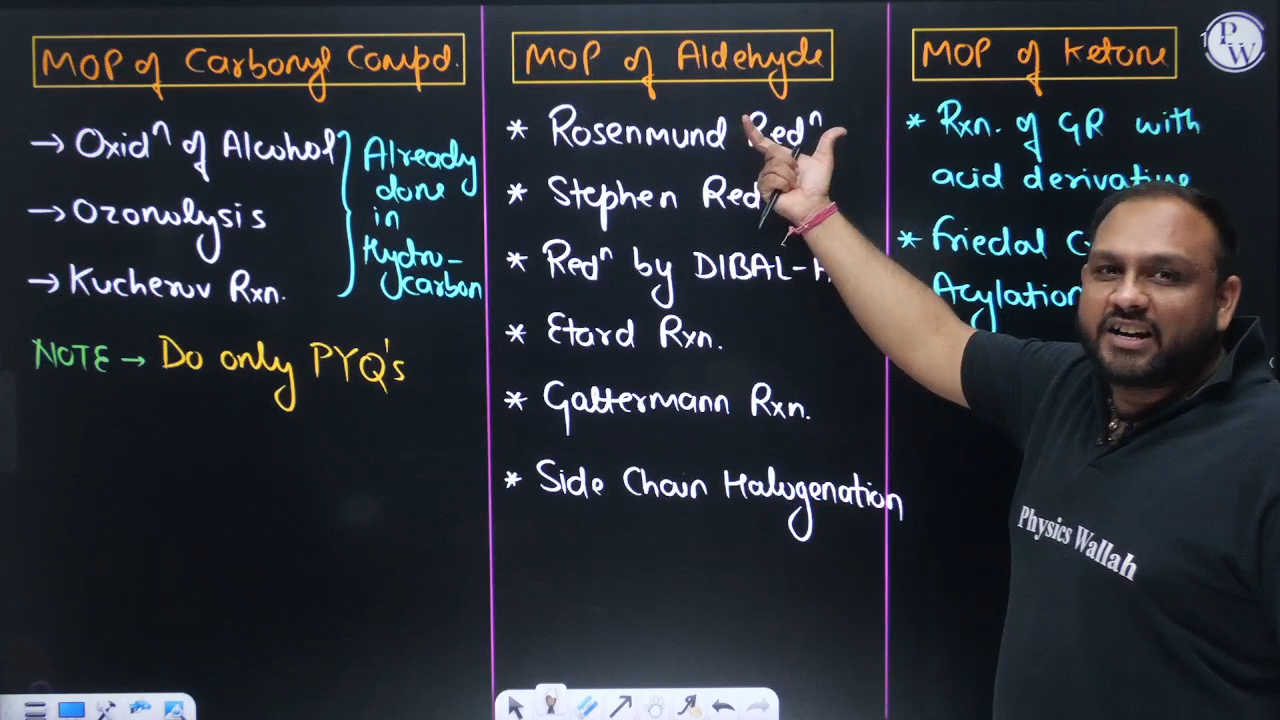 MOP of Carbonyl Compd.
→ Oxidⁿ of Alcohol
→ Ozonolysis
→ Kucherov Rxn.
Already
done
in
Hydro-
carbon
NOTE → Do only PYQ's
MOP of Aldehyde
* Rosenmund Redⁿ
* Stephen Red
* Redⁿ by DIBAL-H
* Etard Rxn.
* Gattermann Rxn.
* Side Chain Halogenation
MOP of Ketone
* Rxn. of GR with
acid derivative
* Friedal C
Acylation
PW
Physics Wallah